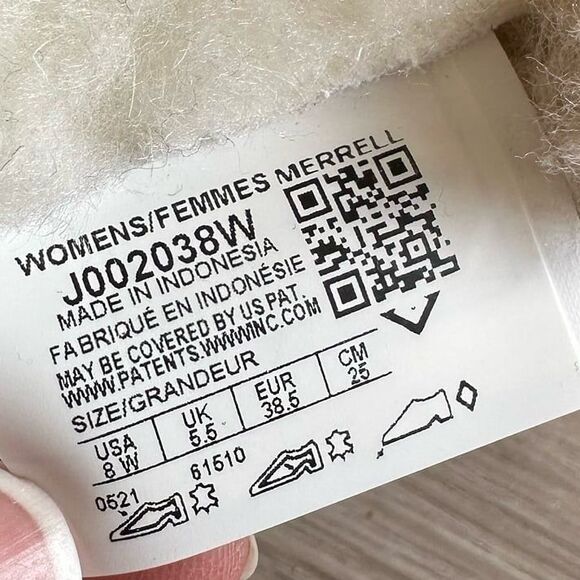 WOMENS/FEMMES MERRELL
J002038W
MADE IN INDONESIA
FABRIQUÉ EN INDONÉSIE
MAY BE COVERED BY US PAT.
WWW.PATENTS.WWWINC.COM
SIZE/GRANDEUR
USA UK EUR CM
8 W 5.5 38.5 25
0521 61510